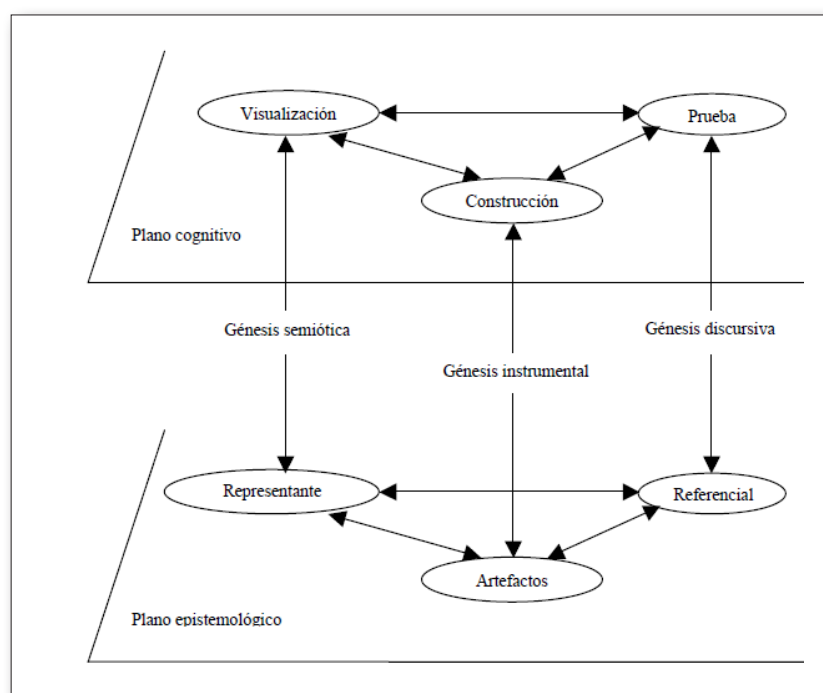 Visualización
Prueba
Construcción
Plano cognitivo
Génesis semiótica
Génesis discursiva
Génesis instrumental
Representante
Referencial
Artefactos
Plano epistemológico